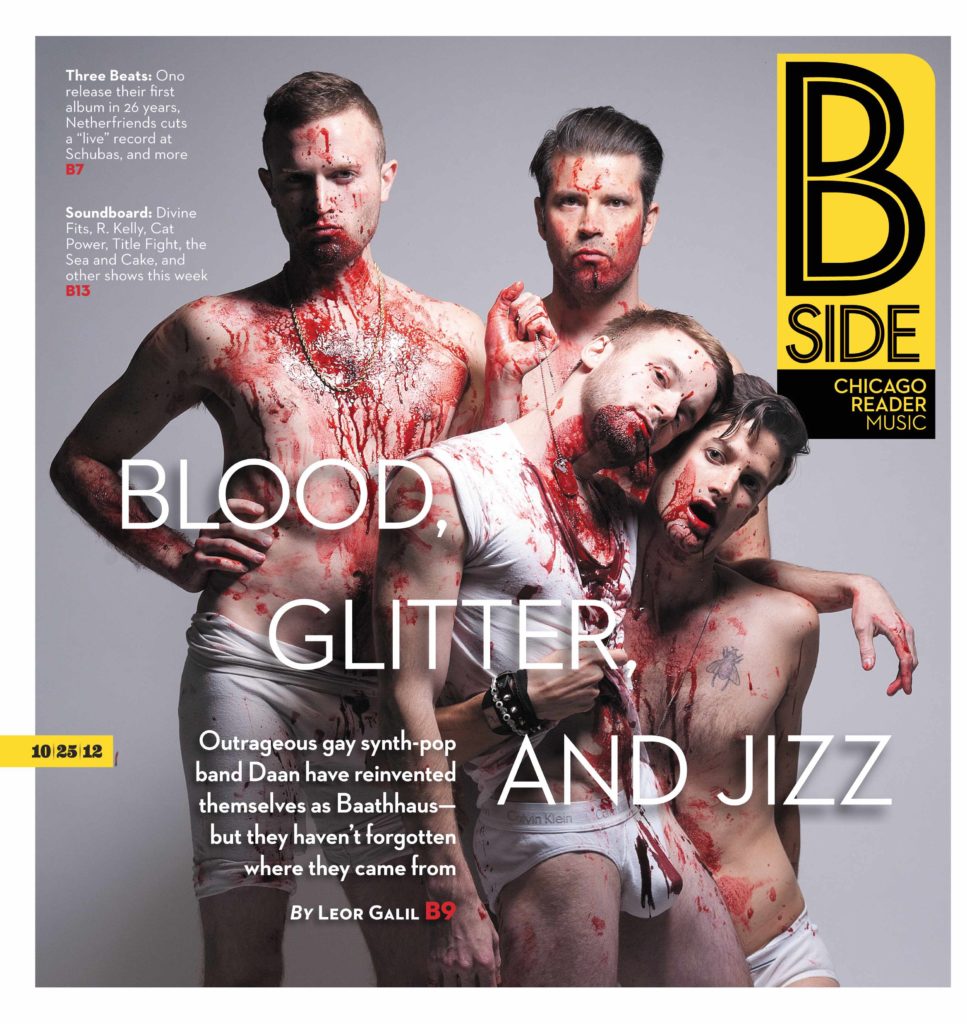 Three Beats: Ono
release their first
album in 26 years,
Netherfriends cuts
a “live” record at
Schubas, and more
B7
Soundboard: Divine
Fits, R. Kelly, Cat
Power, Title Fight, the
Sea and Cake, and
other shows this week
B13
B
SIDE
CHICAGO
READER
MUSIC
BLOOD,
GLITTER,
AND JIZZ
10|25|12
Outrageous gay synth-pop
band Daan have reinvented
themselves as Baathhaus—
but they haven’t forgotten
where they came from
By Leor Galil B9
Calvin Klein